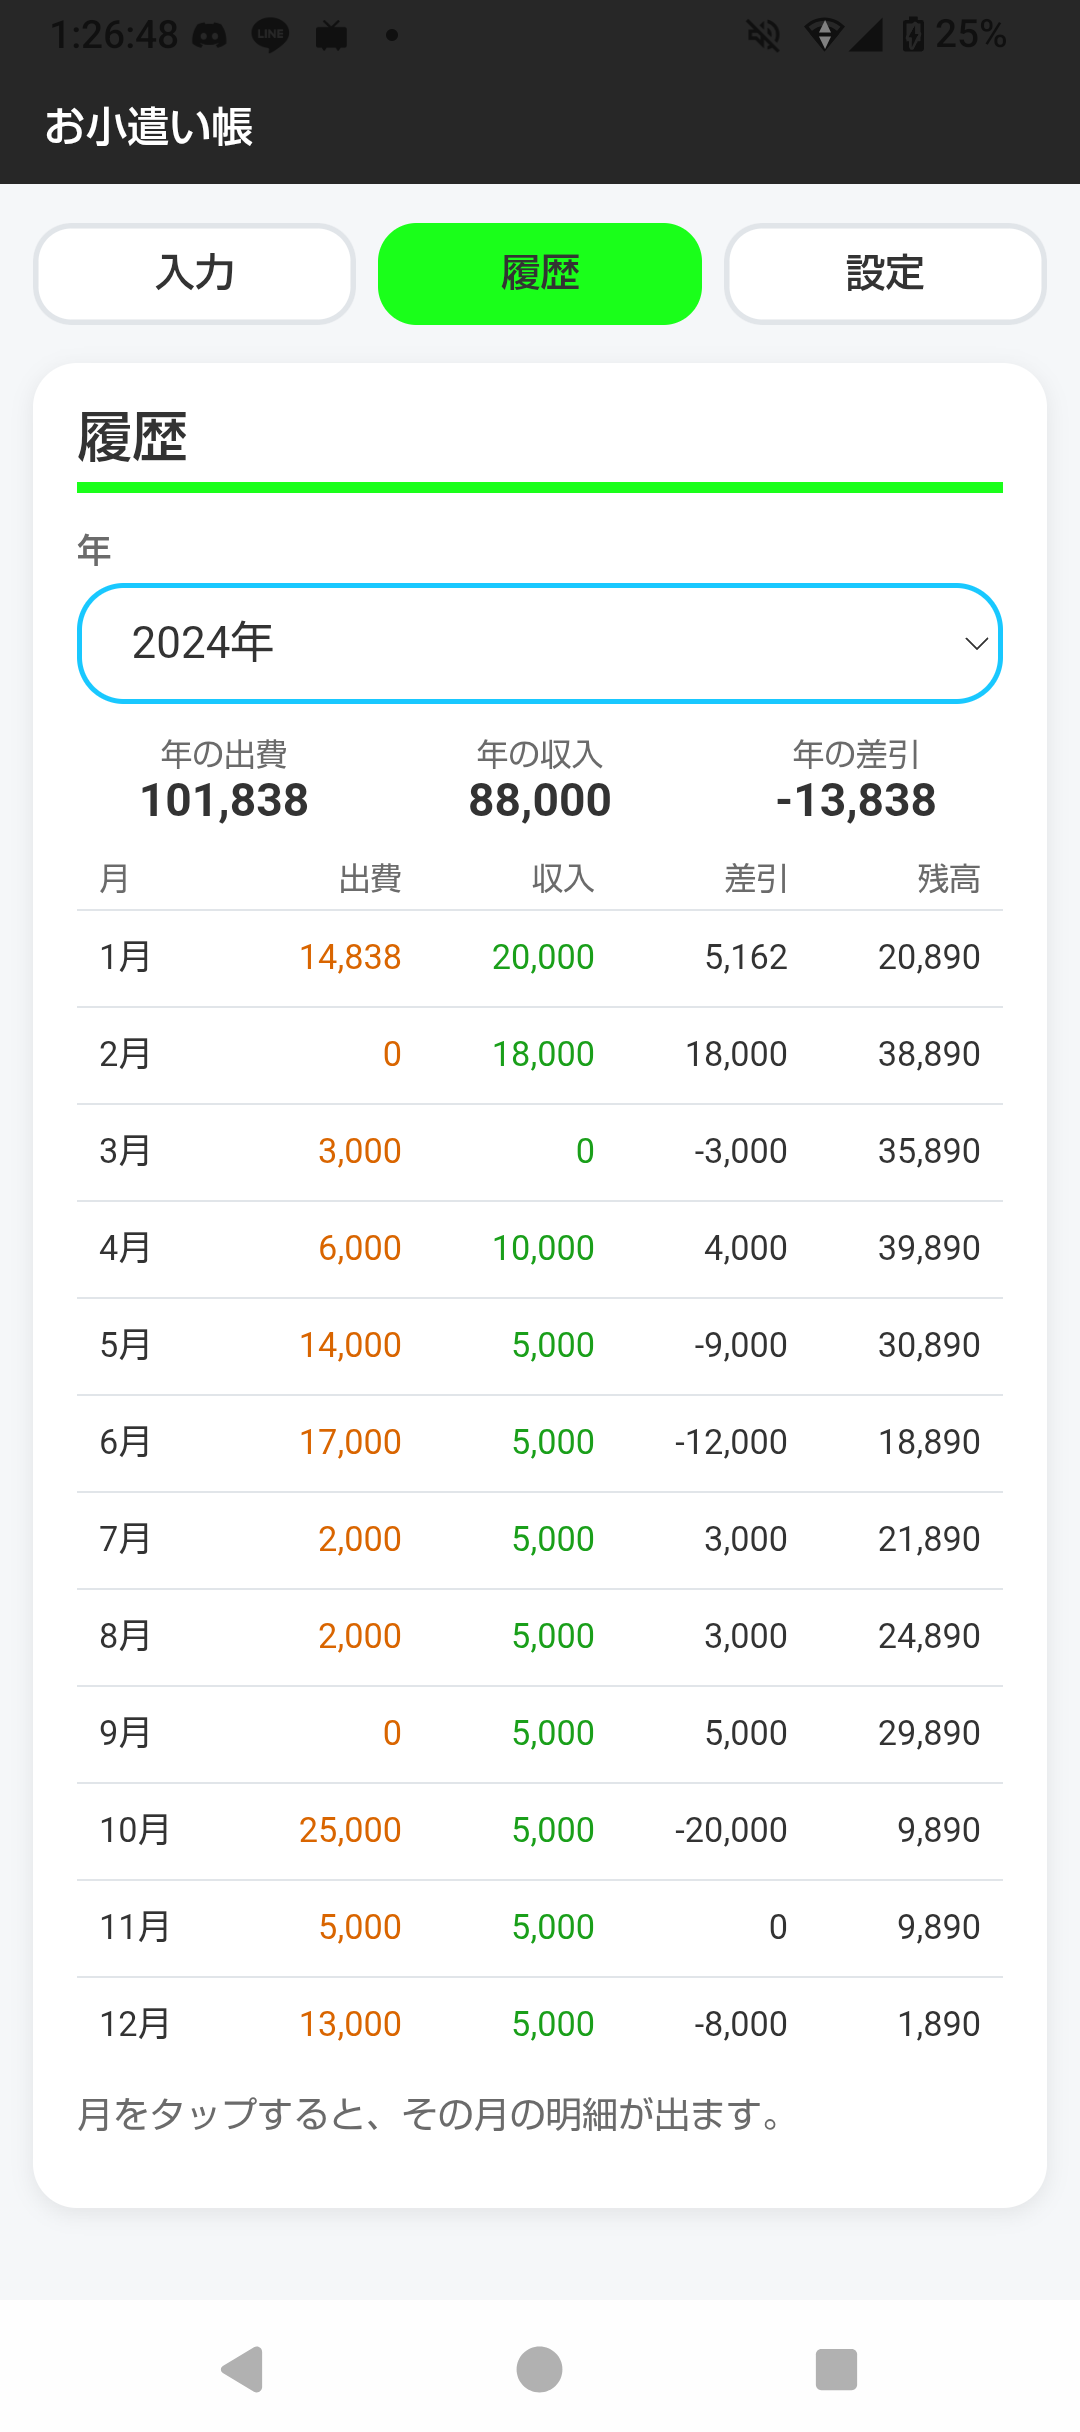 1:26:48 LINE 25%
お小遣い帳
入力 履歴 設定
履歴
年
2024年
年の出費 年の収入 年の差引
101,838 88,000 -13,838
月 出費 収入 差引 残高
1月 14,838 20,000 5,162 20,890
2月 0 18,000 18,000 38,890
3月 3,000 0 -3,000 35,890
4月 6,000 10,000 4,000 39,890
5月 14,000 5,000 -9,000 30,890
6月 17,000 5,000 -12,000 18,890
7月 2,000 5,000 3,000 21,890
8月 2,000 5,000 3,000 24,890
9月 0 5,000 5,000 29,890
10月 25,000 5,000 -20,000 9,890
11月 5,000 5,000 0 9,890
12月 13,000 5,000 -8,000 1,890
月をタップすると、その月の明細が出ます。